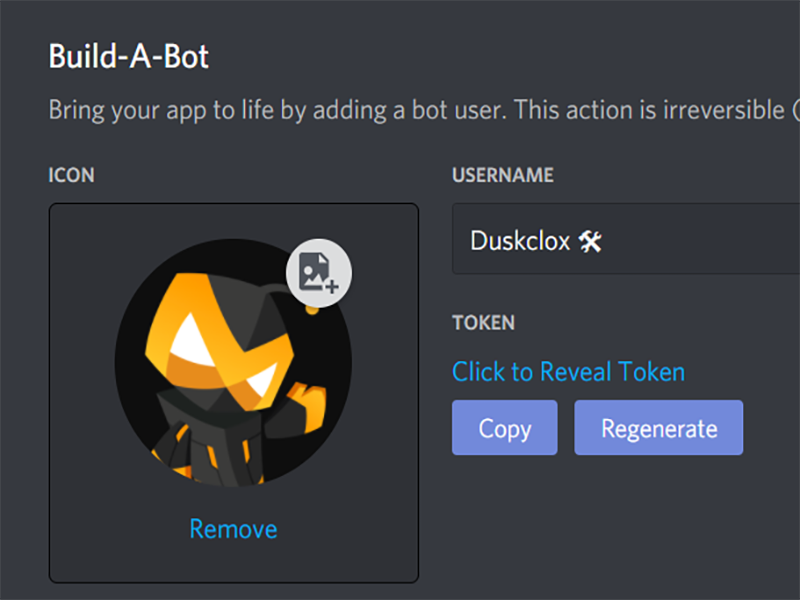 Build-A-Bot
Bring your app to life by adding a bot user. This action is irreversible (
ICON
USERNAME
Duskclox 🛠
TOKEN
Click to Reveal Token
Copy
Regenerate
Remove